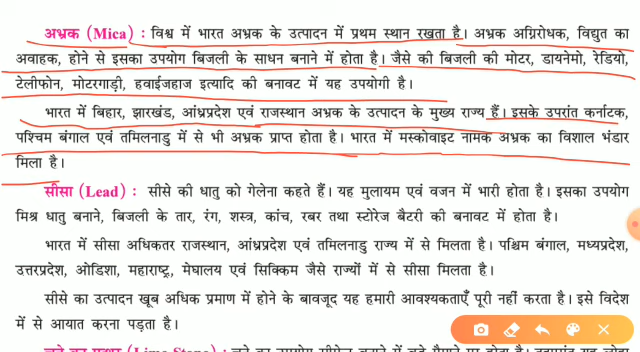 अभ्रक (Mica) : विश्व में भारत अभ्रक के उत्पादन में प्रथम स्थान रखता है। अभ्रक अग्निरोधक, विद्युत का
अवाहक, होने से इसका उपयोग बिजली के साधन बनाने में होता है। जैसे की बिजली की मोटर, डायनेमो, रेडियो,
टेलीफोन, मोटरगाड़ी, हवाईजहाज इत्यादि की बनावट में यह उपयोगी है।
भारत में बिहार, झारखंड, आंध्रप्रदेश एवं राजस्थान अभ्रक के उत्पादन के मुख्य राज्य हैं। इसके उपरांत कर्नाटक,
पश्चिम बंगाल एवं तमिलनाडु में से भी अभ्रक प्राप्त होता है। भारत में मस्कोवाइट नामक अभ्रक का विशाल भंडार
मिला है।
सीसा (Lead) : सीसे की धातु को गेलेना कहते हैं। यह मुलायम एवं वजन में भारी होता है। इसका उपयोग
मिश्र धातु बनाने, बिजली के तार, रंग, शस्त्र, कांच, रबर तथा स्टोरेज बैटरी की बनावट में होता है।
भारत में सीसा अधिकतर राजस्थान, आंध्रप्रदेश एवं तमिलनाडु राज्य में से मिलता है। पश्चिम बंगाल, मध्यप्रदेश,
उत्तरप्रदेश, ओडिशा, महाराष्ट्र, मेघालय एवं सिक्किम जैसे राज्यों में से सीसा मिलता है।
सीसे का उत्पादन खूब अधिक प्रमाण में होने के बावजूद यह हमारी आवश्यकताएँ पूरी नहीं करता है। इसे विदेश
में से आयात करना पड़ता है।
(Lime Stone) :